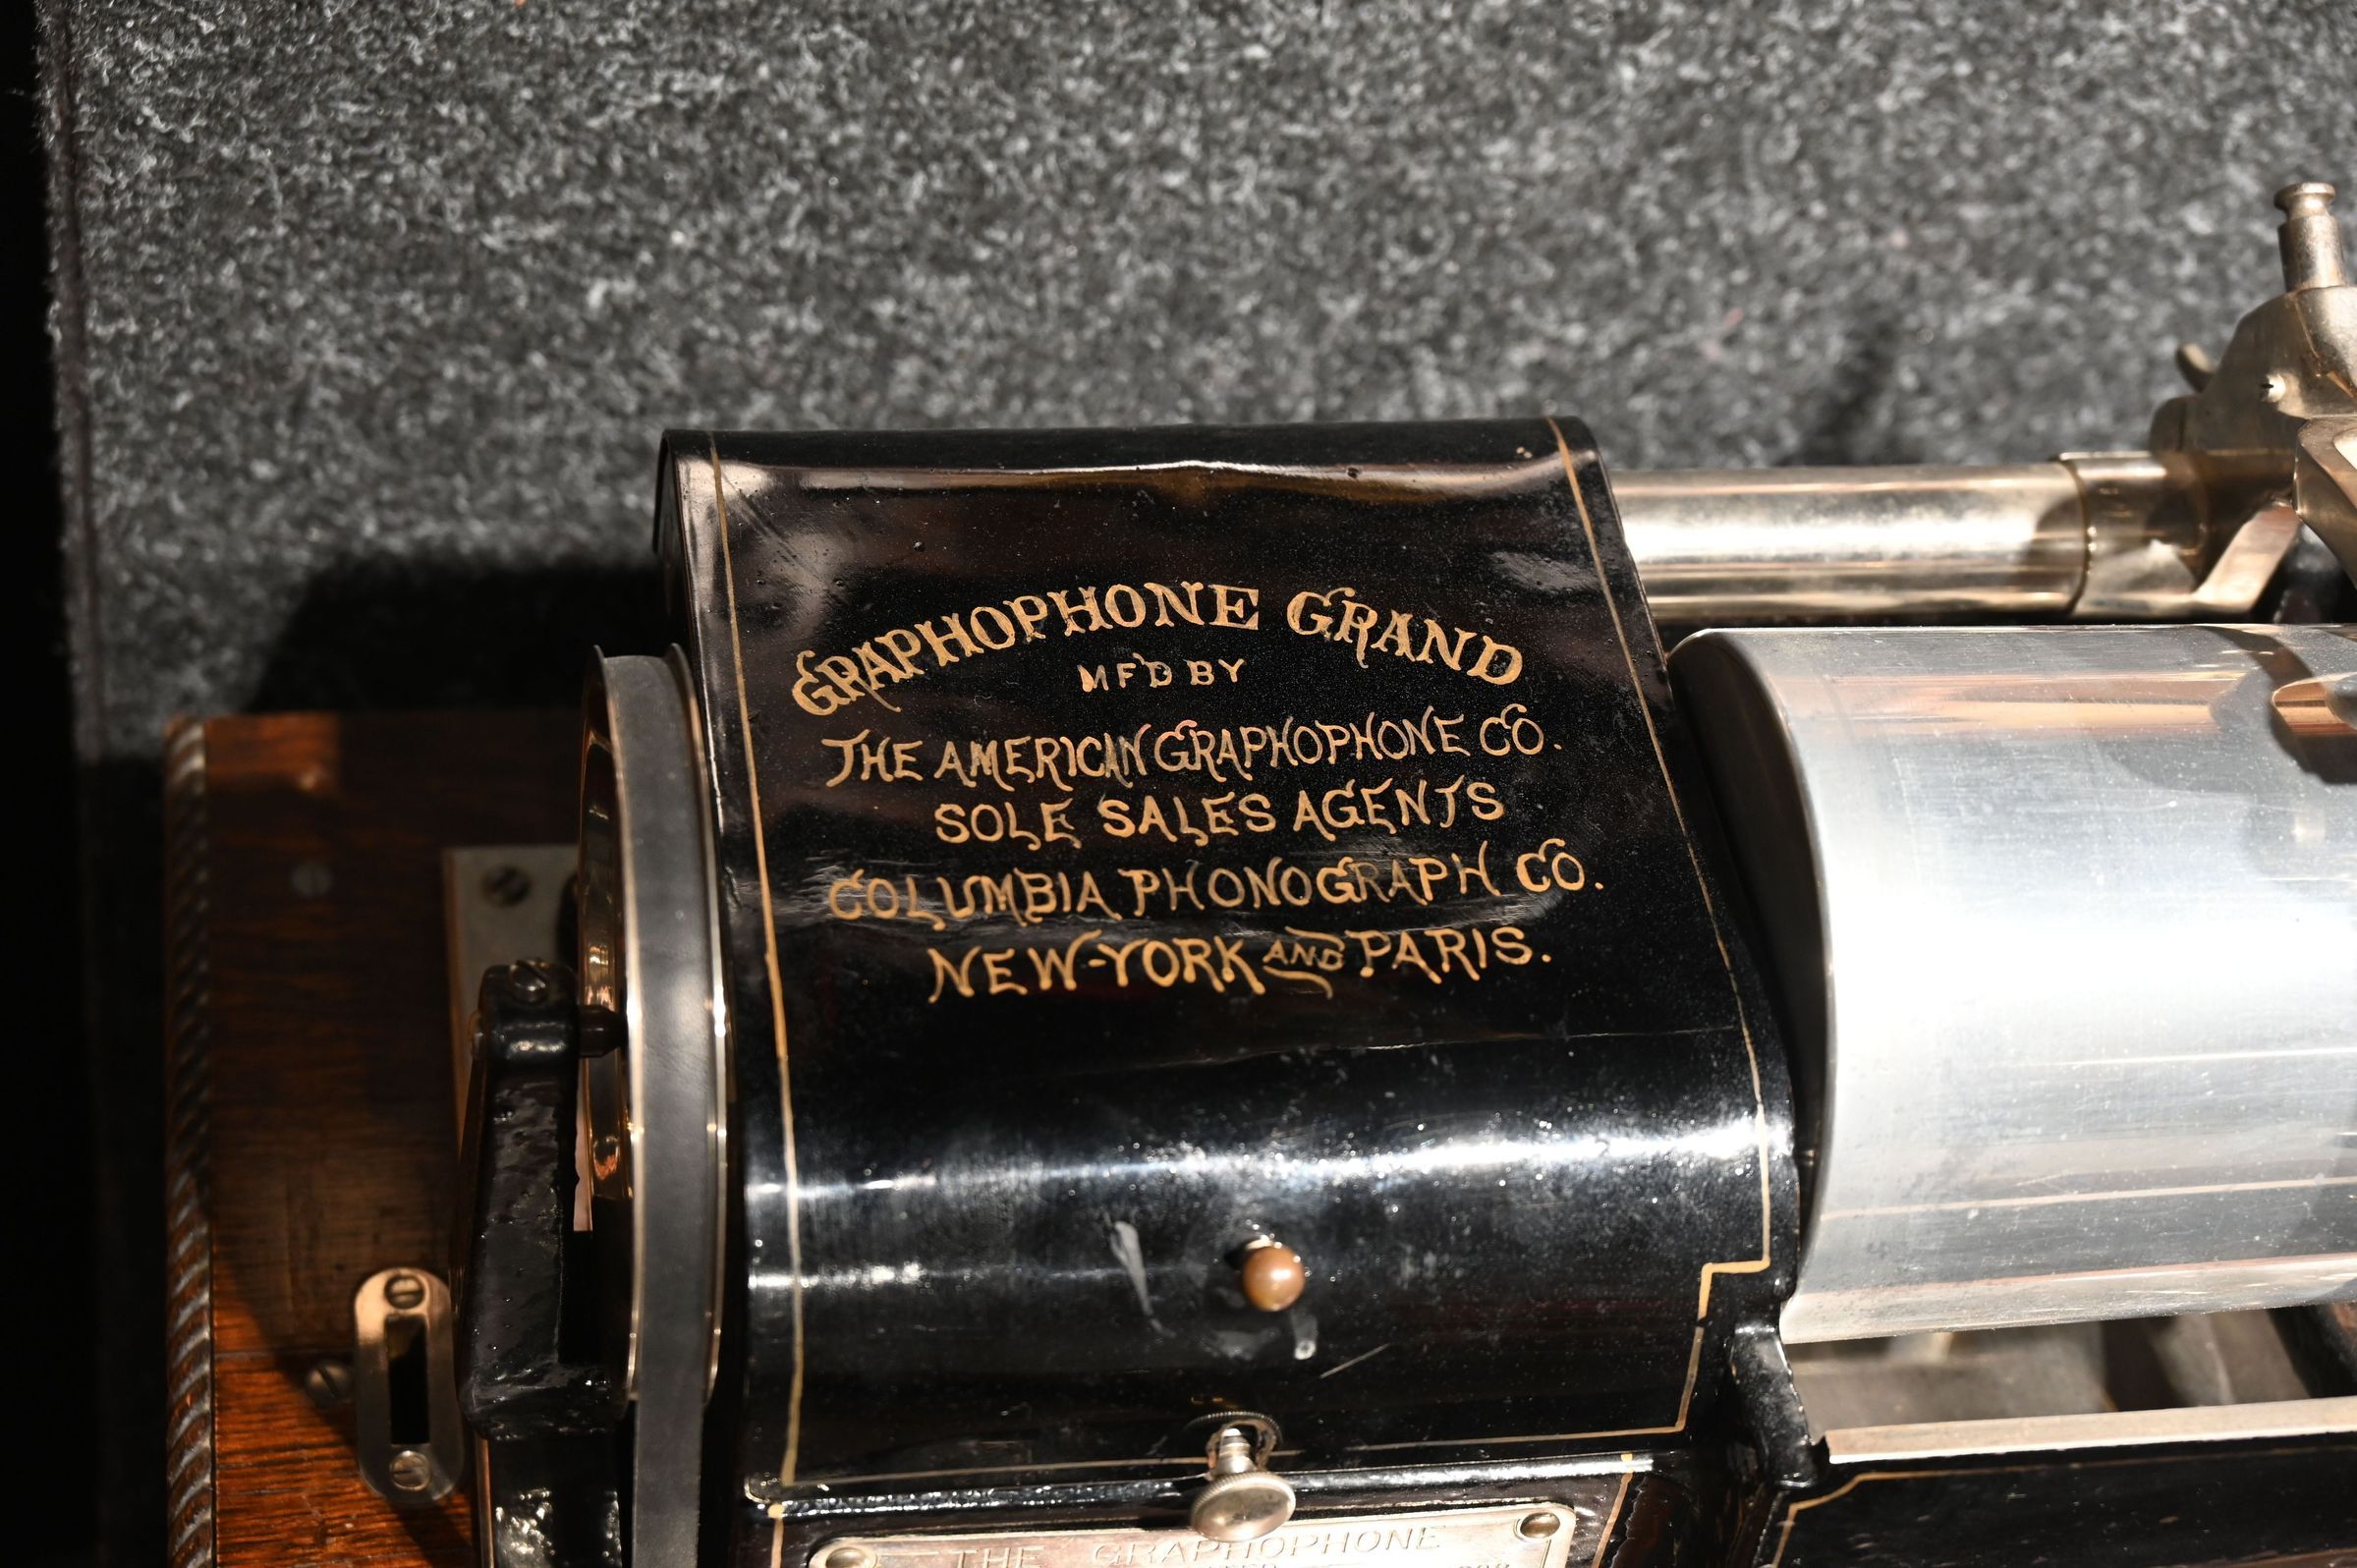 GRAPHOPHONE GRAND
MF'D BY
THE AMERICAN GRAPHOPHONE CO.
SOLE SALES AGENTS
COLUMBIA PHONOGRAPH CO.
NEW-YORK AND PARIS.
THE GRAPHOPHONE